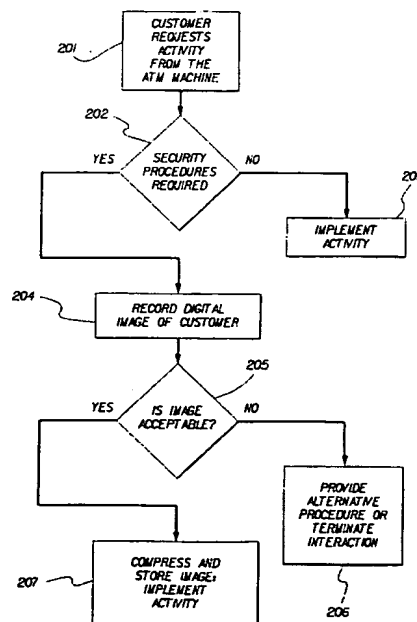 201
CUSTOMER
REQUESTS
ACTIVITY
FROM THE
ATM MACHINE
202
YES
SECURITY
PROCEDURES
REQUIRED
NO
20
IMPLEMENT
ACTIVITY
204
RECORD DIGITAL
IMAGE OF CUSTOMER
205
YES
IS IMAGE
ACCEPTABLE?
NO
PROVIDE
ALTERNATIVE
PROCEDURE OR
TERMINATE
INTERACTION
206
207
COMPRESS AND
STORE IMAGE;
IMPLEMENT
ACTIVITY